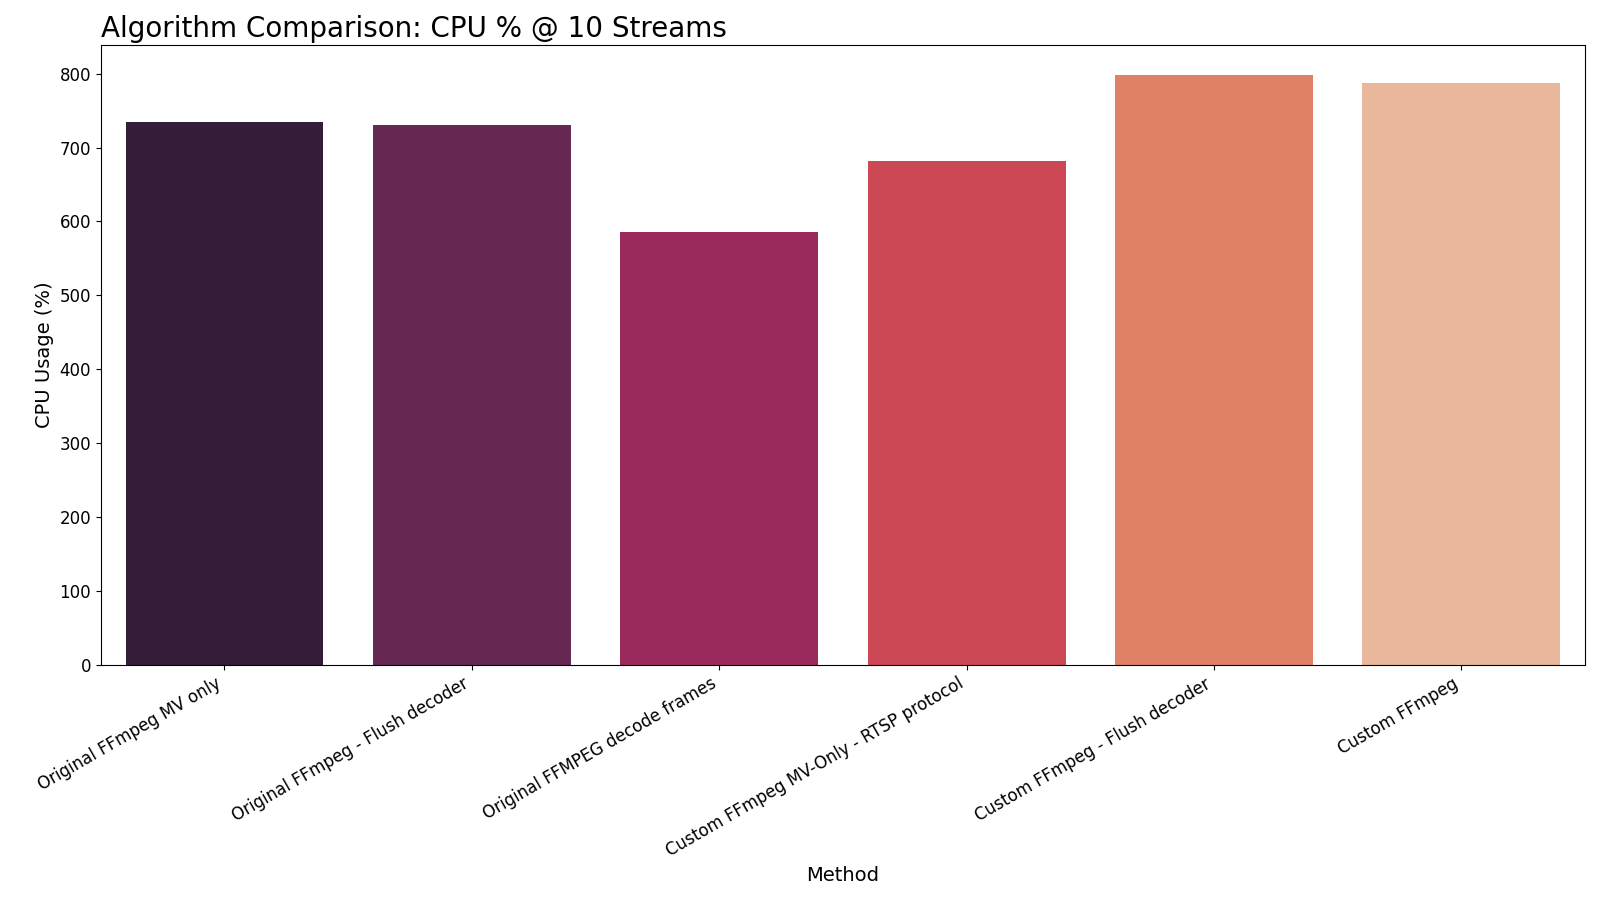 Algorithm Comparison: CPU % @ 10 Streams
CPU Usage (%)
800
700
600
500
400
300
200
100
0
Original FFmpeg MV only
Original FFmpeg - Flush decoder
Original FFMPEG decode frames
Custom FFmpeg MV-Only - RTSP protocol
Custom FFmpeg - Flush decoder
Custom FFmpeg
Method